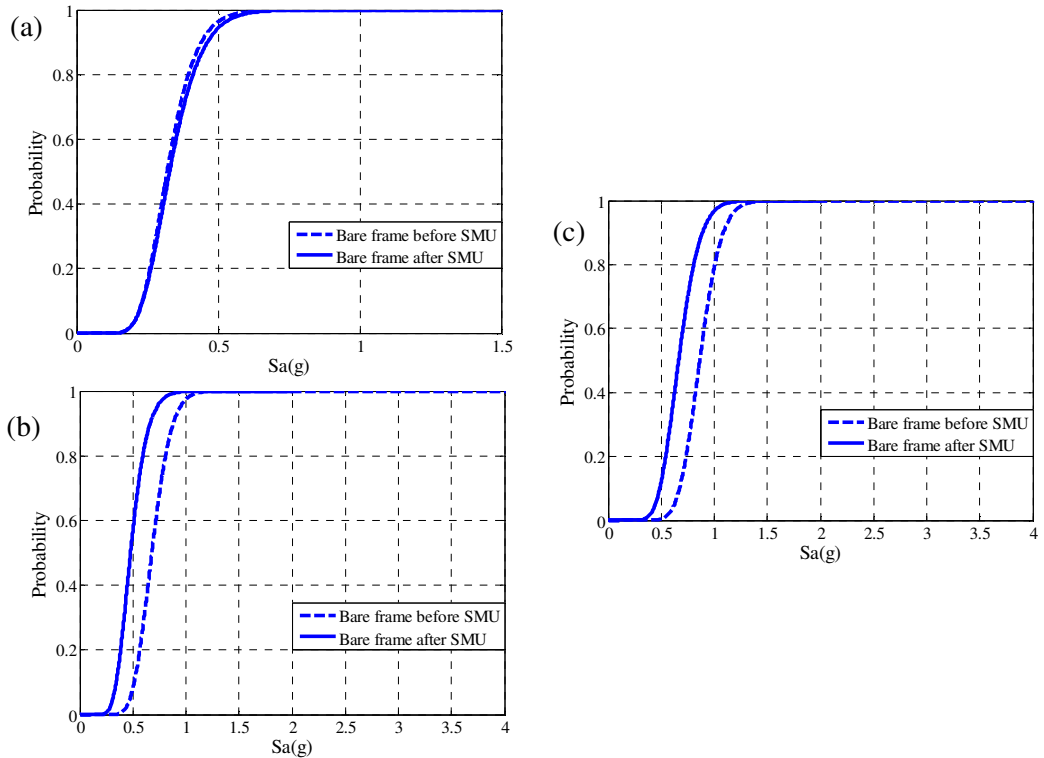 (a)
1
0.8
0.6
0.4
0.2
0
Probability
Bare frame before SMU
Bare frame after SMU
0 0.5 1 1.5
Sa(g)
(b)
1
0.8
0.6
0.4
0.2
0
Probability
Bare frame before SMU
Bare frame after SMU
0 0.5 1 1.5 2 2.5 3 3.5 4
Sa(g)
(c)
1
0.8
0.6
0.4
0.2
0
Probability
Bare frame before SMU
Bare frame after SMU
0 0.5 1 1.5 2 2.5 3 3.5 4
Sa(g)